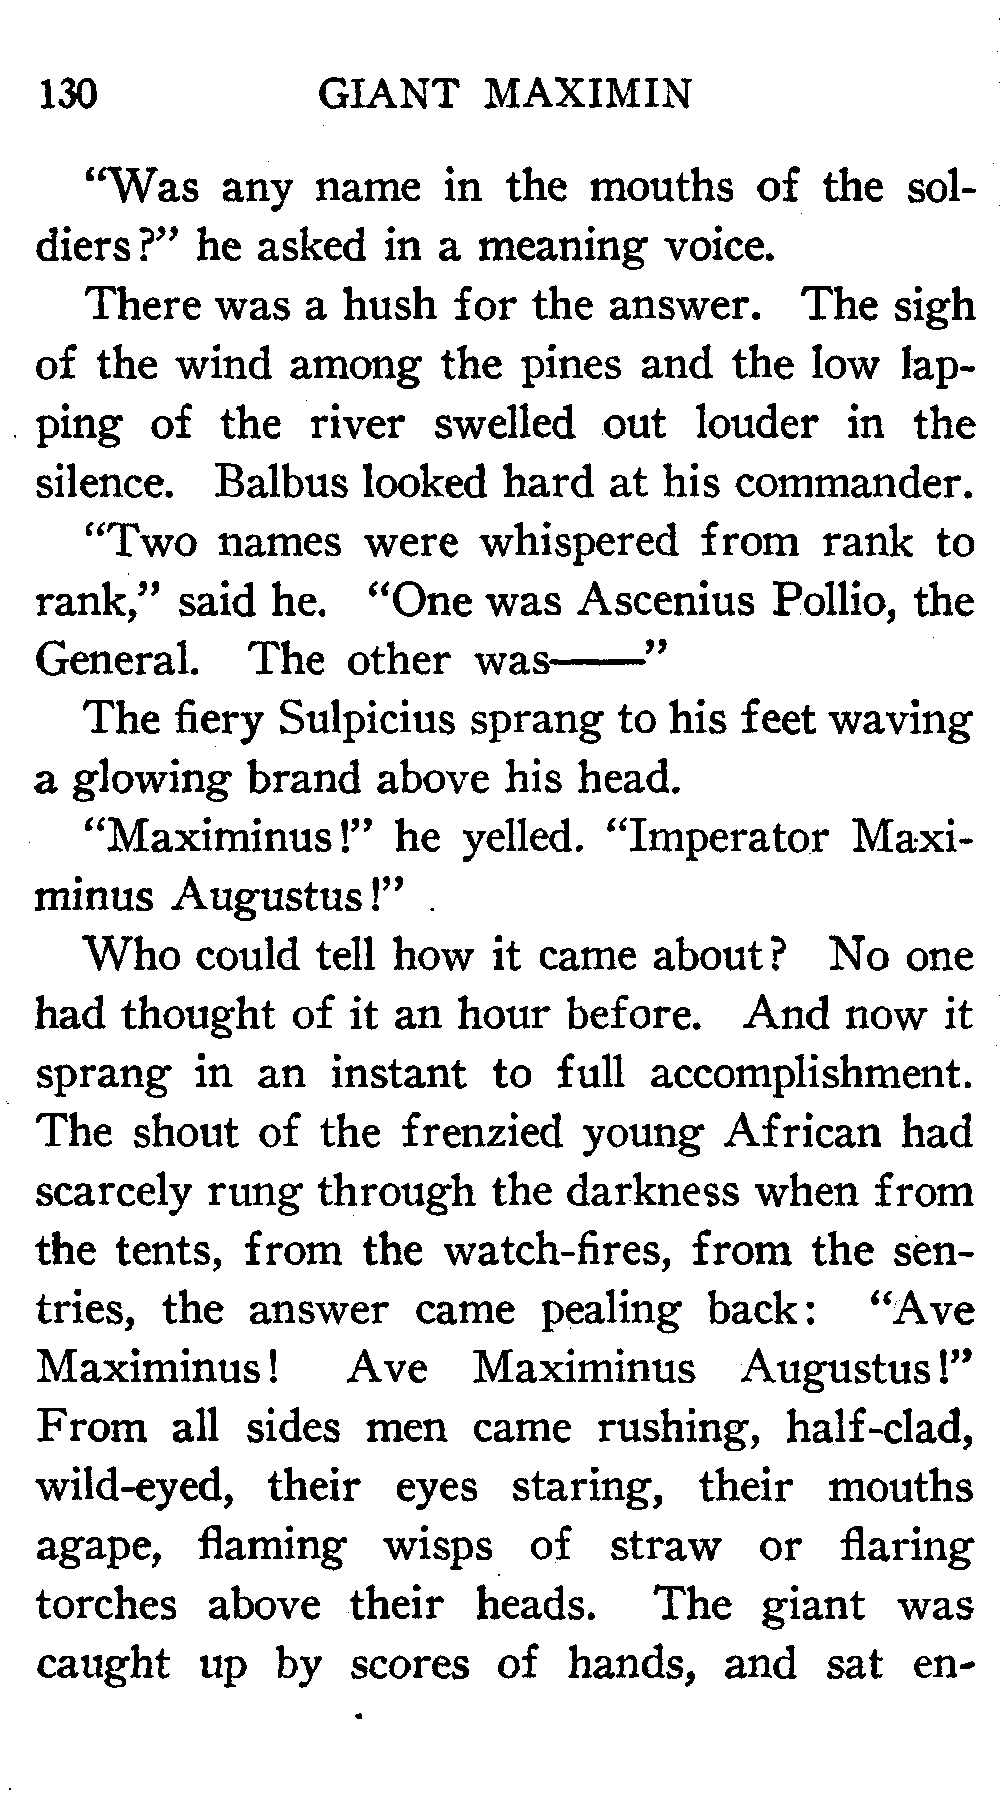 130 GIANT MAXIMIN
“Was any name in the mouths of the sol-
diers?” he asked in a meaning voice.
There was a hush for the answer. The sigh
of the wind among the pines and the low lap-
ping of the river swelled out louder in the
silence. Balbus looked hard at his commander.
“Two names were whispered from rank to
rank,” said he. “One was Ascenius Pollio, the
General. The other was——”
The fiery Sulpicius sprang to his feet waving
a glowing brand above his head.
“Maximinus!” he yelled. “Imperator Maxi-
minus Augustus!”
Who could tell how it came about? No one
had thought of it an hour before. And now it
sprang in an instant to full accomplishment.
The shout of the frenzied young African had
scarcely rung through the darkness when from
the tents, from the watch-fires, from the sen-
tries, the answer came pealing back: “Ave
Maximinus! Ave Maximinus Augustus!”
From all sides men came rushing, half-clad,
wild-eyed, their eyes staring, their mouths
agape, flaming wisps of straw or flaring
torches above their heads. The giant was
caught up by scores of hands, and sat en-